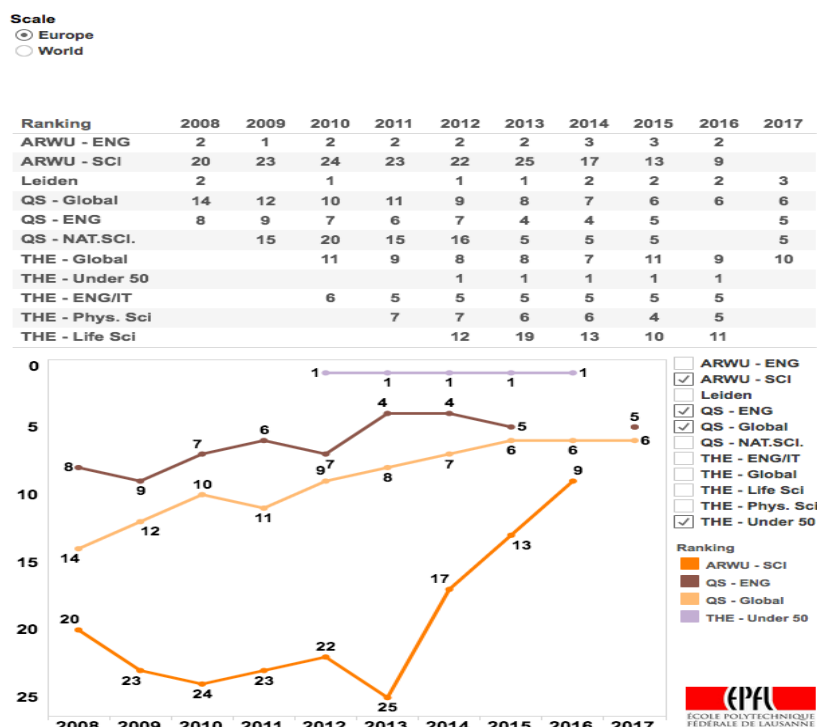 Scale
Europe
World
Ranking 2008 2009 2010 2011 2012 2013 2014 2015 2016 2017
ARWU - ENG 2 1 2 2 2 2 3 3 2
ARWU - SCI 20 23 24 23 22 25 17 13 9
Leiden 2 1 1 1 2 2 2 3
QS - Global 14 12 10 11 9 8 7 6 6 6
QS - ENG 8 9 7 6 7 4 4 5 5
QS - NAT.SCI. 15 20 15 16 5 5 5 5
THE - Global 11 9 8 8 7 11 9 10
THE - Under 50 1 1 1 1 1
THE - ENG/IT 6 5 5 5 5 5 5
THE - Phys. Sci 7 7 6 6 4 5
THE - Life Sci 12 19 13 10 11
0
5
10
15
20
25
1 1 1 1 1
8 9 7 6 7 4 4 5 5
14 12 10 11 9 8 7 6 6 6
20 23 24 23 22 25 17 13 9
2008 2009 2010 2011 2012 2013 2014 2015 2016 2017
ARWU - ENG
ARWU - SCI
Leiden
QS - ENG
QS - Global
QS - NAT.SCI.
THE - ENG/IT
THE - Global
THE - Life Sci
THE - Phys. Sci
THE - Under 50
Ranking
ARWU - SCI
QS - ENG
QS - Global
THE - Under 50
EPFL
ÉCOLE POLYTECHNIQUE
FÉDÉRALE DE LAUSANNE